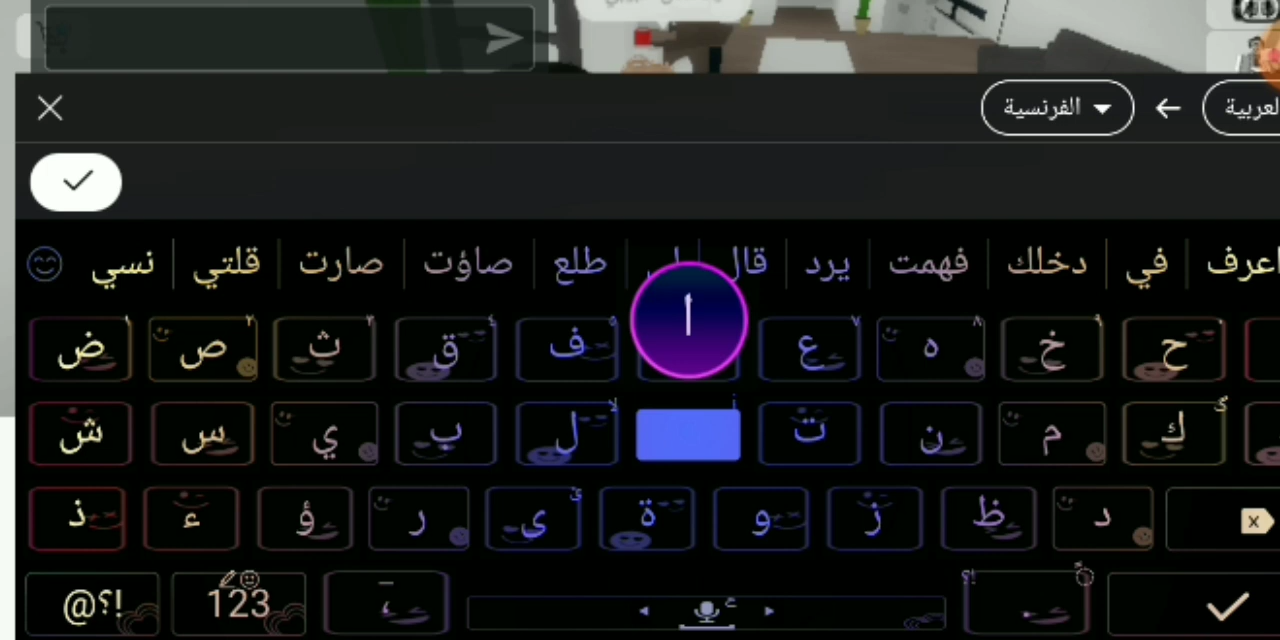 العربية ← الفرنسية
نسي قلتي صارت صاؤت طلع قال يرد فهمت دخلك في اعرف
ض ص ث ق ف ا ع ه خ ح
ش س ي ب ل ت ن م ك
ذ ء ؤ ر ى ة و ز ظ د
@؟! 123